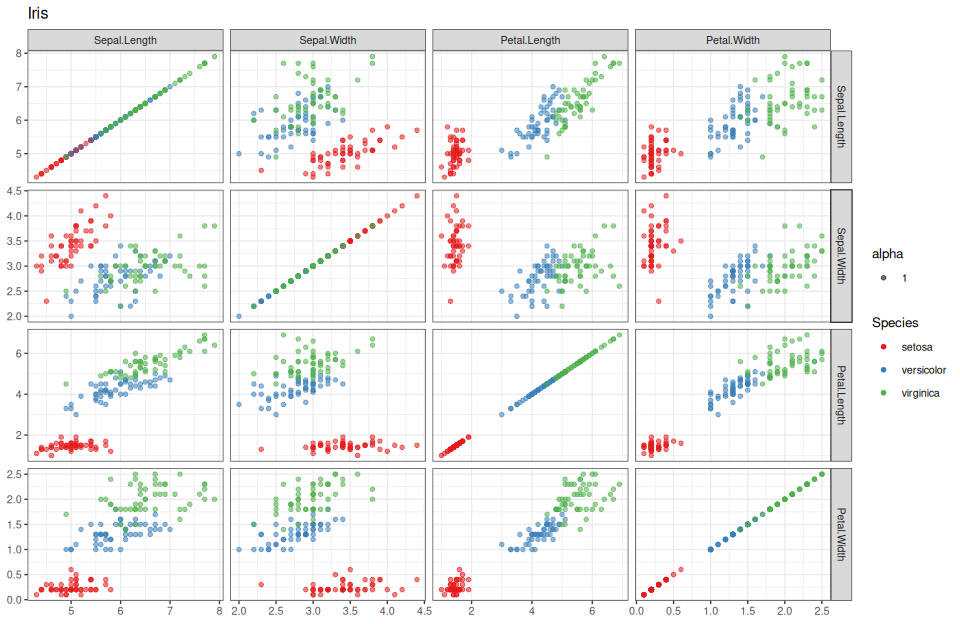 Iris
Sepal.Length Sepal.Width Petal.Length Petal.Width
8
7
6
5
Sepal.Length
4.5
4.0
3.5
3.0
2.5
2.0
Sepal.Width
6
4
2
Petal.Length
2.5
2.0
1.5
1.0
0.5
0.0
Petal.Width
5 6 7 8 2.0 2.5 3.0 3.5 4.0 4.5 2 4 6 0.0 0.5 1.0 1.5 2.0 2.5
alpha
1
Species
setosa
versicolor
virginica